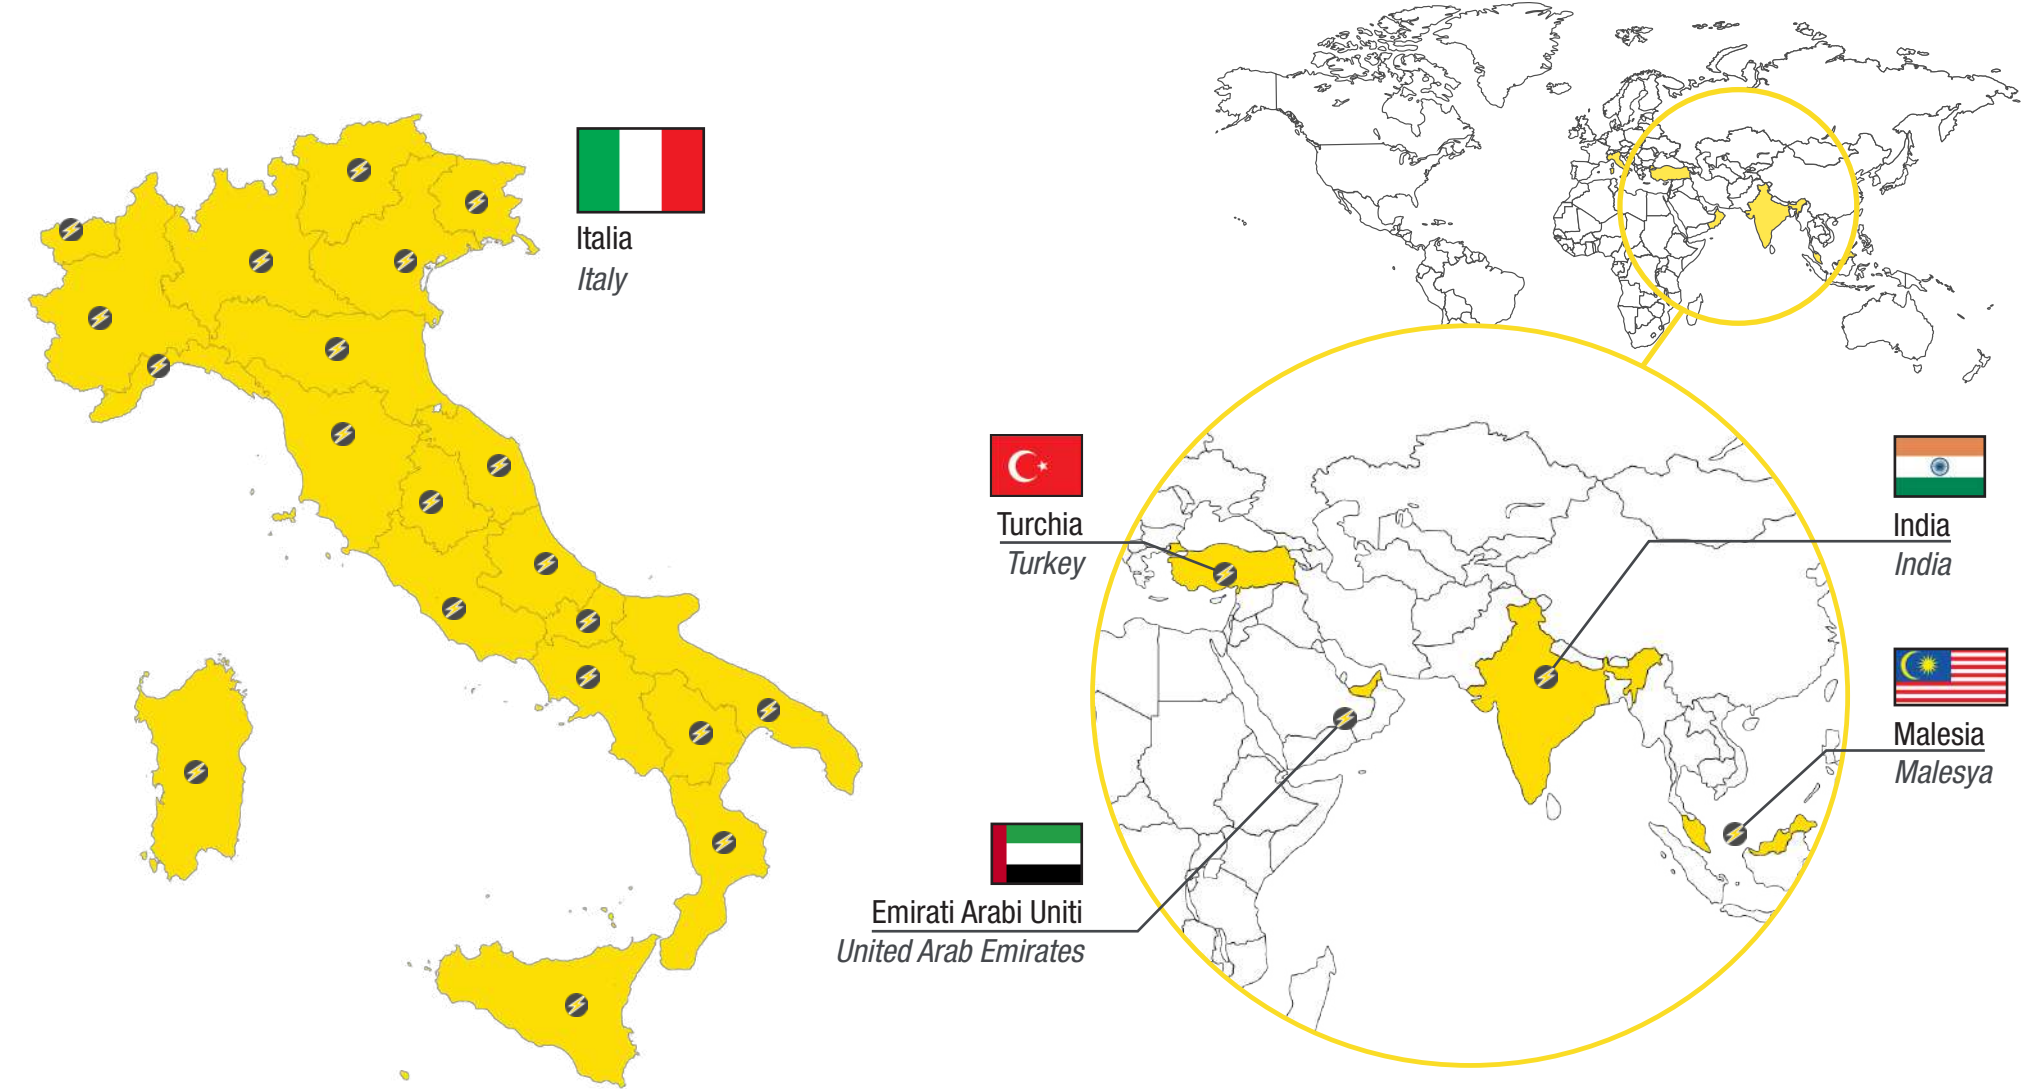 Italia
Italy
Turchia
Turkey
India
India
Malesia
Malesya
Emirati Arabi Uniti
United Arab Emirates